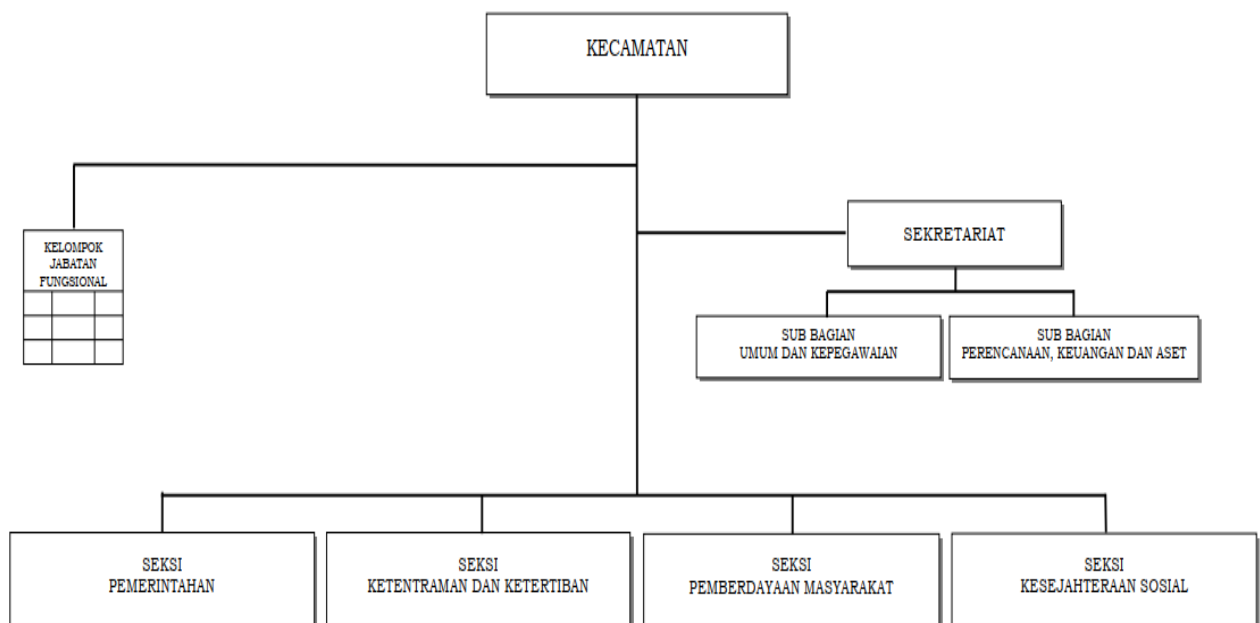 KECAMATAN
SEKRETARIAT
KELOMPOK
JABATAN
FUNGSIONAL
SUB BAGIAN
UMUM DAN KEPEGAWAIAN
SUB BAGIAN
PERENCANAAN, KEUANGAN DAN ASET
SEKSI
PEMERINTAHAN
SEKSI
KETENTRAMAN DAN KETERTIBAN
SEKSI
PEMBERDAYAAN MASYARAKAT
SEKSI
KESEJAHTERAAN SOSIAL